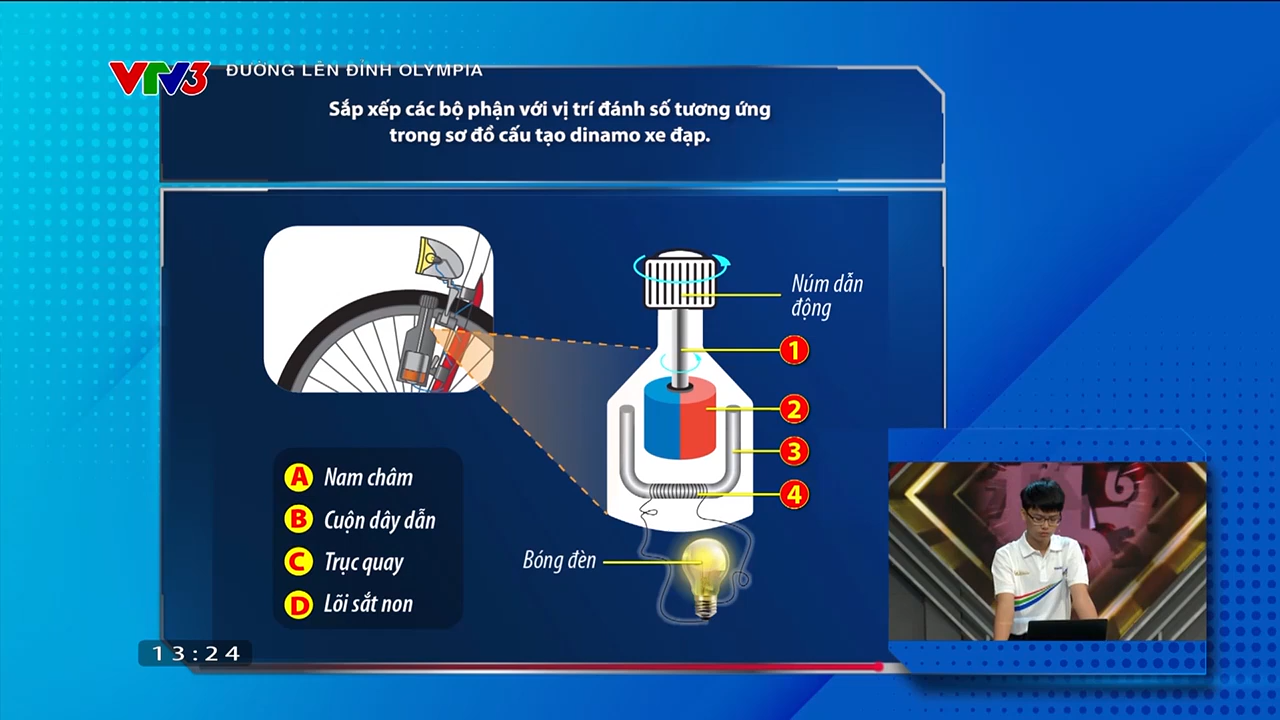 VTV3
ĐƯỜNG LÊN ĐỈNH OLYMPIA
Sắp xếp các bộ phận với vị trí đánh số tương ứng
trong sơ đồ cấu tạo dinamo xe đạp.
Núm dẫn
động
1
2
3
4
A Nam châm
B Cuộn dây dẫn
C Trục quay
D Lõi sắt non
Bóng đèn
13:24